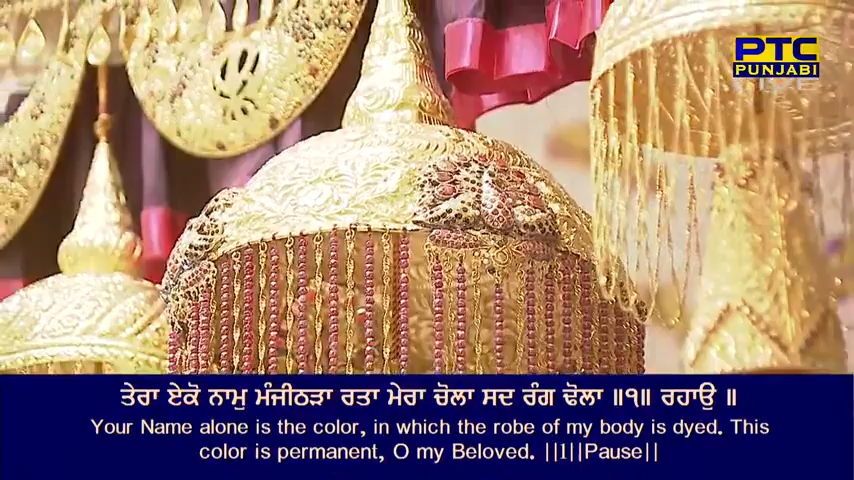 PTC
PUNJABI
ਤੇਰਾ ਏਕੋ ਨਾਮੁ ਮੰਜੀਠੜਾ ਰਤਾ ਮੇਰਾ ਚੋਲਾ ਸਦ ਰੰਗ ਢੋਲਾ ॥੧॥ ਰਹਾਉ ॥
Your Name alone is the color, in which the robe of my body is dyed. This
color is permanent, O my Beloved. ||1||Pause||